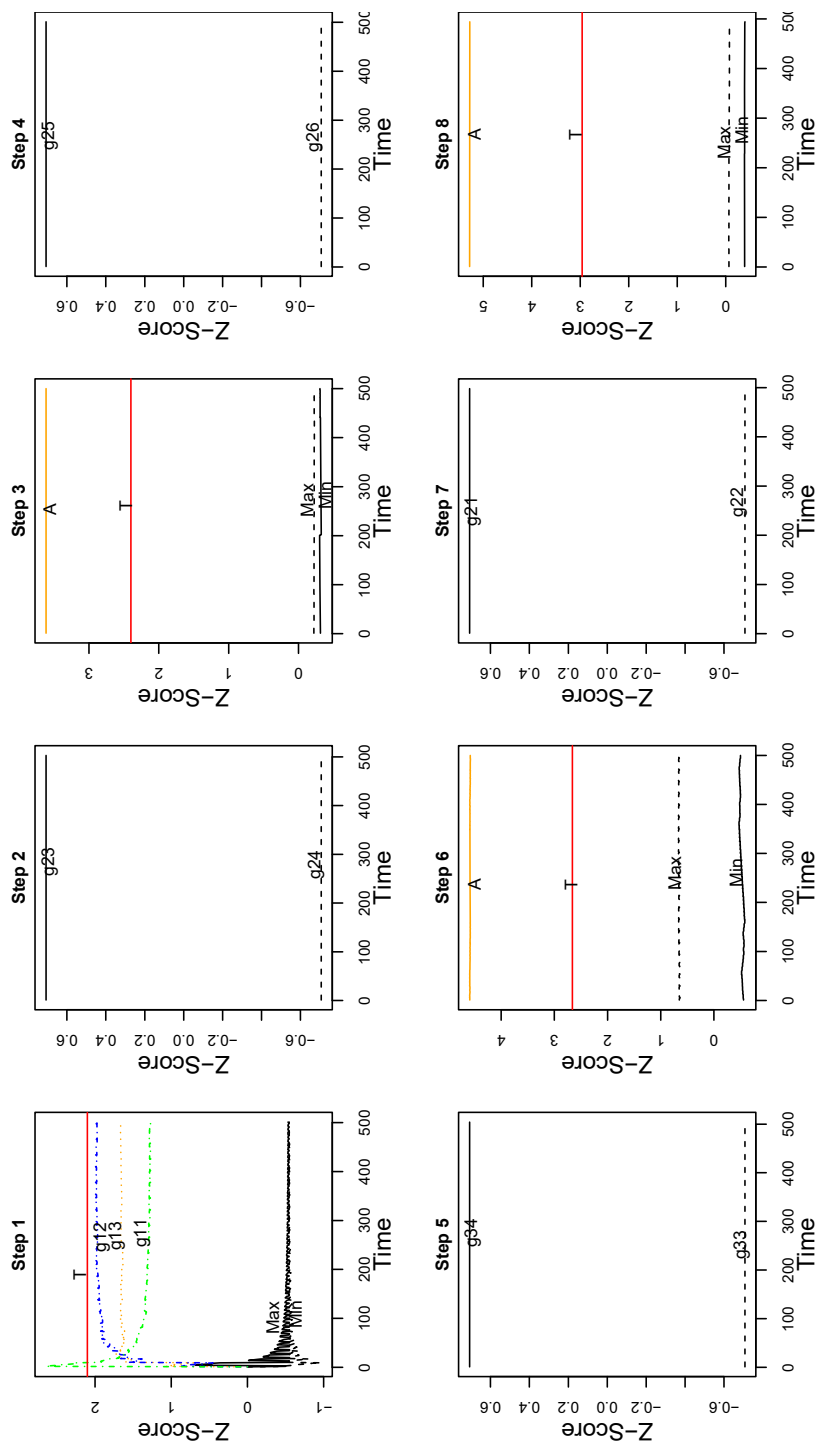 Step 1
2
1
0
−1
Z−Score
T
g12
g13
g11
Max
Min
0 100 200 300 400 500
Time
Step 2
0.6
0.4
0.2
0.0
−0.2
−0.6
Z−Score
g23
g24
0 100 200 300 400 500
Time
Step 3
3
2
1
0
Z−Score
A
T
Max
Min
0 100 200 300 400 500
Time
Step 4
0.6
0.4
0.2
0.0
−0.2
−0.6
Z−Score
g25
g26
0 100 200 300 400 500
Time
Step 5
0.6
0.4
0.2
0.0
−0.2
−0.6
Z−Score
g34
g33
0 100 200 300 400 500
Time
Step 6
4
3
2
1
0
Z−Score
A
T
Max
Min
0 100 200 300 400 500
Time
Step 7
0.6
0.4
0.2
0.0
−0.2
−0.6
Z−Score
g21
g22
0 100 200 300 400 500
Time
Step 8
5
4
3
2
1
0
Z−Score
A
T
Max
Min
0 100 200 300 400 500
Time